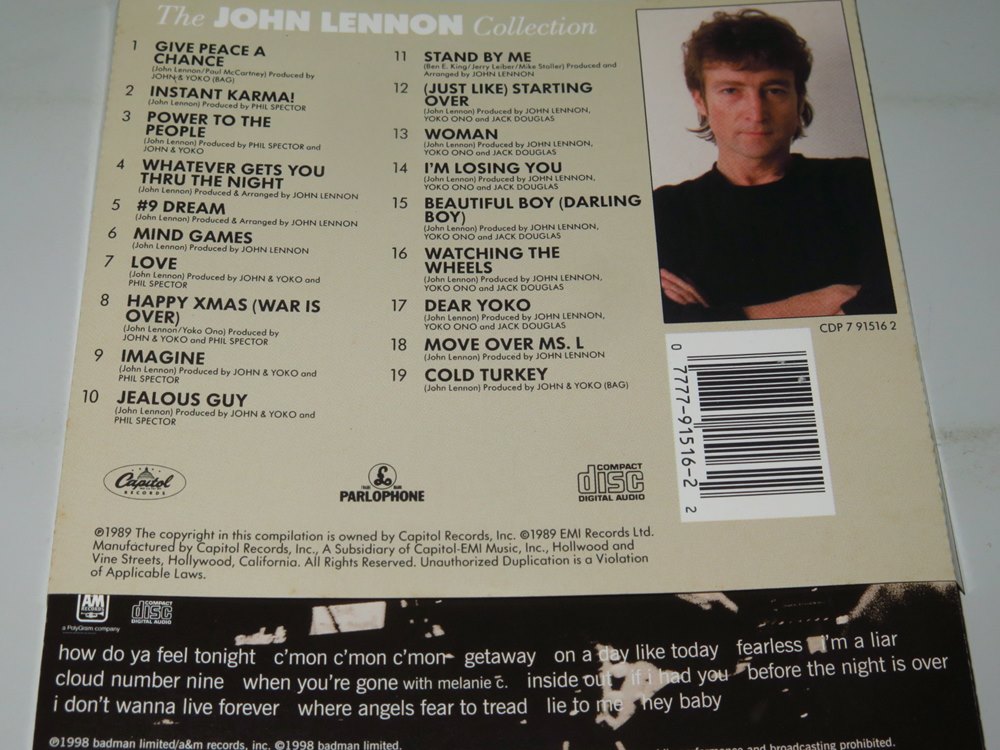 The JOHN LENNON Collection
1 GIVE PEACE A
CHANCE
(John Lennon/Paul McCartney) Produced by
JOHN & YOKO (BAG)
2 INSTANT KARMA!
(John Lennon) Produced by PHIL SPECTOR
3 POWER TO THE
PEOPLE
(John Lennon) Produced by PHIL SPECTOR and
JOHN & YOKO
4 WHATEVER GETS YOU
THRU THE NIGHT
(John Lennon) Produced & Arranged by JOHN LENNON
5 #9 DREAM
(John Lennon) Produced & Arranged by JOHN LENNON
6 MIND GAMES
(John Lennon) Produced by JOHN LENNON
7 LOVE
(John Lennon) Produced by JOHN & YOKO and
PHIL SPECTOR
8 HAPPY XMAS (WAR IS
OVER)
(John Lennon/Yoko Ono) Produced by
JOHN & YOKO and PHIL SPECTOR
9 IMAGINE
(John Lennon) Produced by JOHN & YOKO and
PHIL SPECTOR
10 JEALOUS GUY
(John Lennon) Produced by JOHN & YOKO and
PHIL SPECTOR
11 STAND BY ME
(Ben E. King/Jerry Leiber/Mike Stoller) Produced and
Arranged by JOHN LENNON
12 (JUST LIKE) STARTING
OVER
(John Lennon) Produced by JOHN LENNON,
YOKO ONO and JACK DOUGLAS
13 WOMAN
(John Lennon) Produced by JOHN LENNON,
YOKO ONO and JACK DOUGLAS
14 I'M LOSING YOU
(John Lennon) Produced by JOHN LENNON,
YOKO ONO and JACK DOUGLAS
15 BEAUTIFUL BOY (DARLING
BOY)
(John Lennon) Produced by JOHN LENNON,
YOKO ONO and JACK DOUGLAS
16 WATCHING THE
WHEELS
(John Lennon) Produced by JOHN LENNON,
YOKO ONO and JACK DOUGLAS
17 DEAR YOKO
(John Lennon) Produced by JOHN LENNON,
YOKO ONO and JACK DOUGLAS
18 MOVE OVER MS. L
(John Lennon) Produced by JOHN LENNON
19 COLD TURKEY
(John Lennon) Produced by JOHN & YOKO (BAG)
CDP 7 91516 2
0 7777-91516-2 2
Capitol
RECORDS
PARLOPHONE
COMPACT
disc
DIGITAL AUDIO
℗1989 The copyright in this compilation is owned by Capitol Records, Inc. ©1989 EMI Records Ltd.
Manufactured by Capitol Records, Inc., A Subsidiary of Capitol-EMI Music, Inc., Hollwood and
Vine Streets, Hollywood, California. All Rights Reserved. Unauthorized Duplication is a Violation
of Applicable Laws.
AM
RECORDS
a PolyGram company
COMPACT
disc
DIGITAL AUDIO
how do ya feel tonight c'mon c'mon c'mon getaway on a day like today fearless i'm a liar
cloud number nine when you're gone with melanie c. inside out if i had you before the night is over
i don't wanna live forever where angels fear to tread lie to me hey baby
℗1998 badman limited/a&m records, inc. ©1998 badman limited.
performance and broadcasting prohibited.